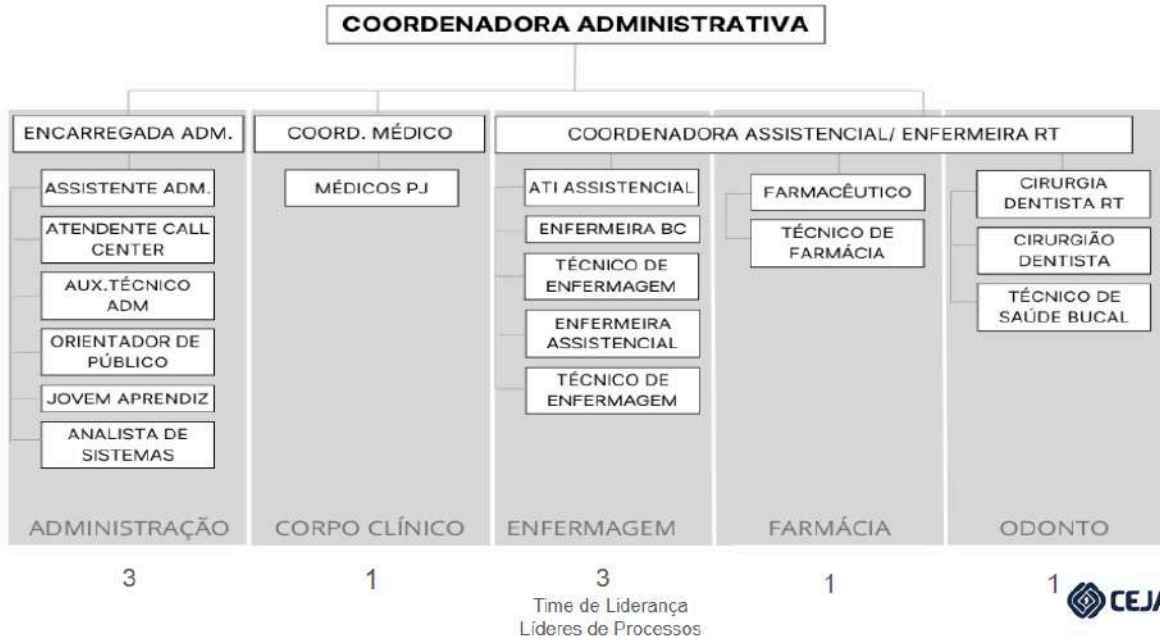 COORDENADORA ADMINISTRATIVA
ENCARREGADA ADM.
COORD. MÉDICO
COORDENADORA ASSISTENCIAL/ ENFERMEIRA RT
ASSISTENTE ADM.
ATENDENTE CALL
CENTER
AUX.TÉCNICO
ADM
ORIENTADOR DE
PÚBLICO
JOVEM APRENDIZ
ANALISTA DE
SISTEMAS
MÉDICOS PJ
ATI ASSISTENCIAL
ENFERMEIRA BC
TÉCNICO DE
ENFERMAGEM
ENFERMEIRA
ASSISTENCIAL
TÉCNICO DE
ENFERMAGEM
FARMACÊUTICO
TÉCNICO DE
FARMÁCIA
CIRURGIA
DENTISTA RT
CIRURGIÃO
DENTISTA
TÉCNICO DE
SAÚDE BUCAL
ADMINISTRAÇÃO
CORPO CLÍNICO
ENFERMAGEM
FARMÁCIA
ODONTO
3
1
3
1
1
Time de Liderança
Líderes de Processos
CEJA